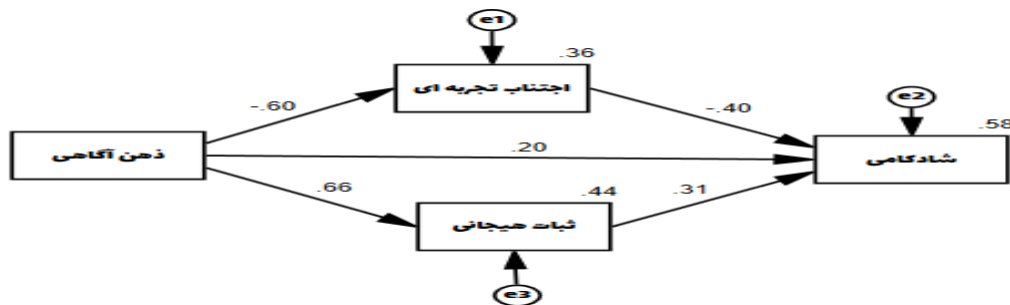 e1
.36
اجتناب تجربه ای
-.60
-.40
e2
.58
ذهن آگاهی
.20
شادکامی
.66
.44
.31
ثبات هیجانی
e3